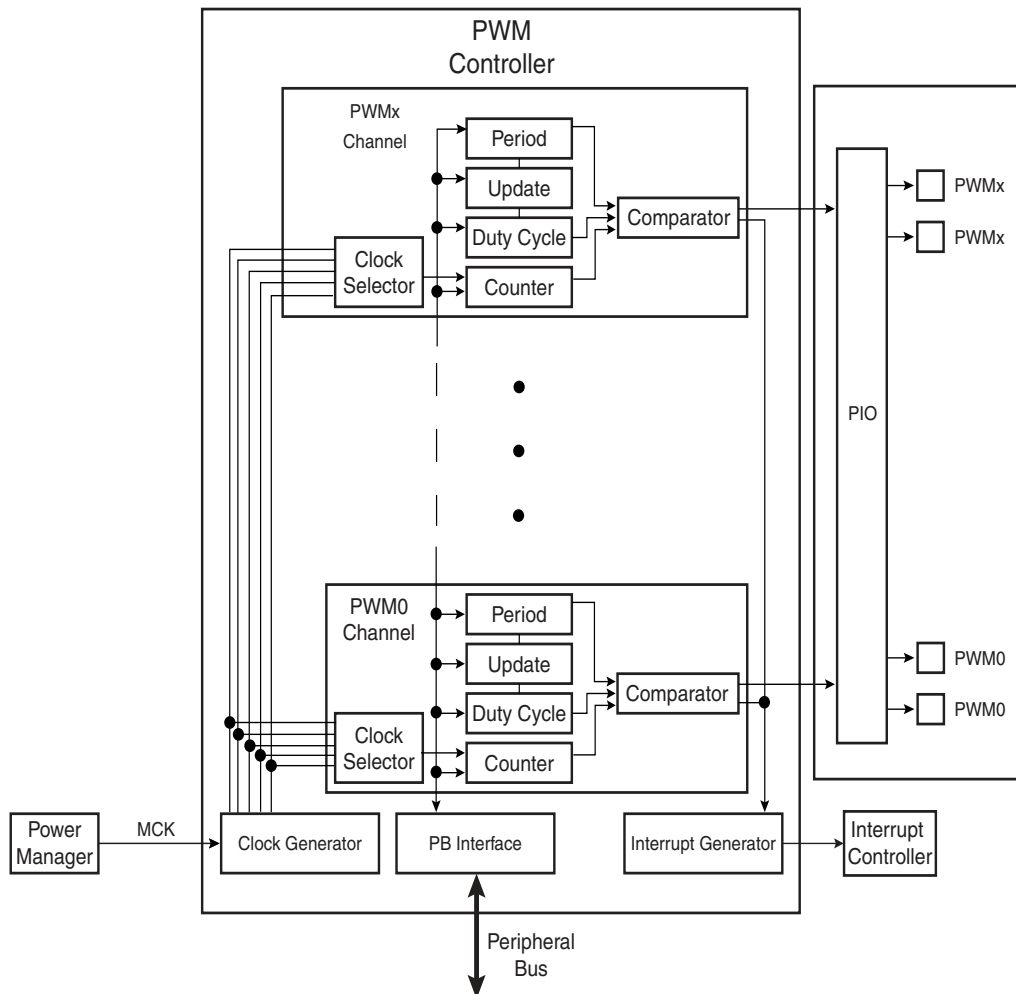 PWM
Controller
PWMx
Channel
Period
Update
Duty Cycle
Clock
Selector
Counter
Comparator
PIO
PWMx
PWMx
PWM0
Channel
Period
Update
Duty Cycle
Clock
Selector
Counter
Comparator
PWM0
PWM0
Power
Manager
MCK
Clock Generator
PB Interface
Interrupt Generator
Interrupt
Controller
Peripheral
Bus